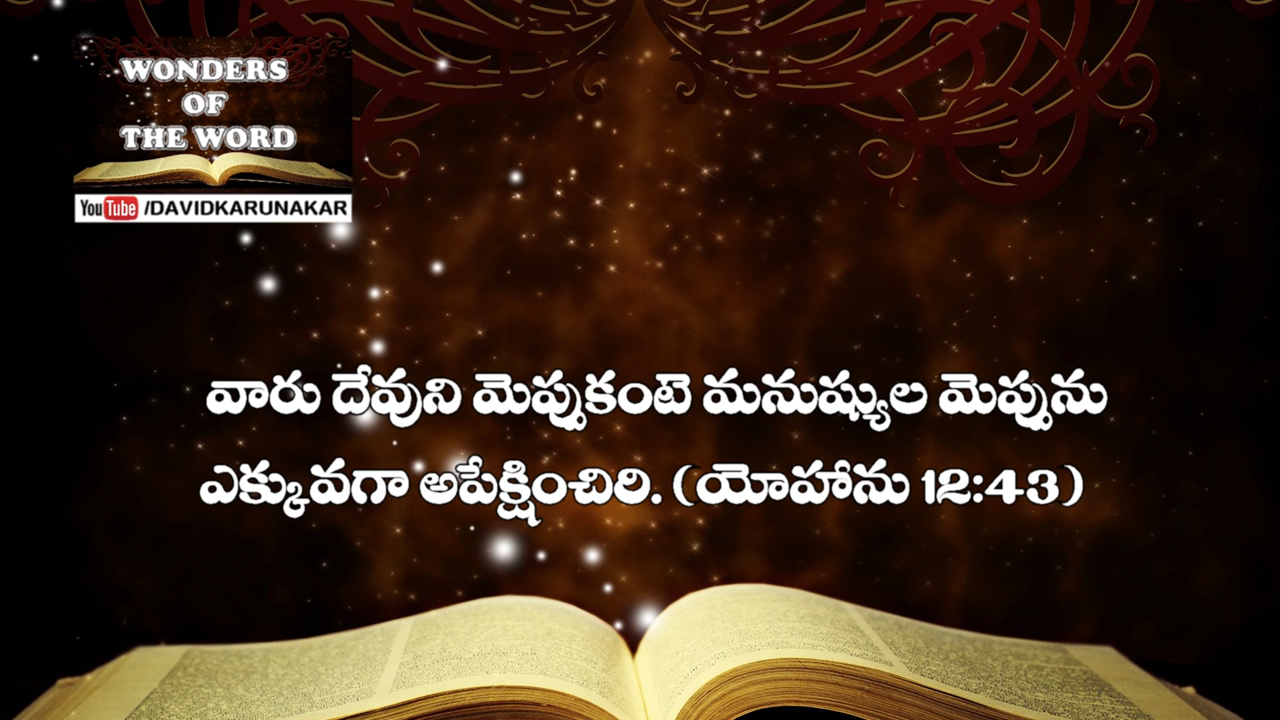 WONDERS
OF
THE WORD
YouTube /DAVIDKARUNAKAR
వారు దేవుని మెప్పుకంటె మనుష్యుల మెప్పును
ఎక్కువగా అపేక్షించిరి. (యోహాను 12:43)